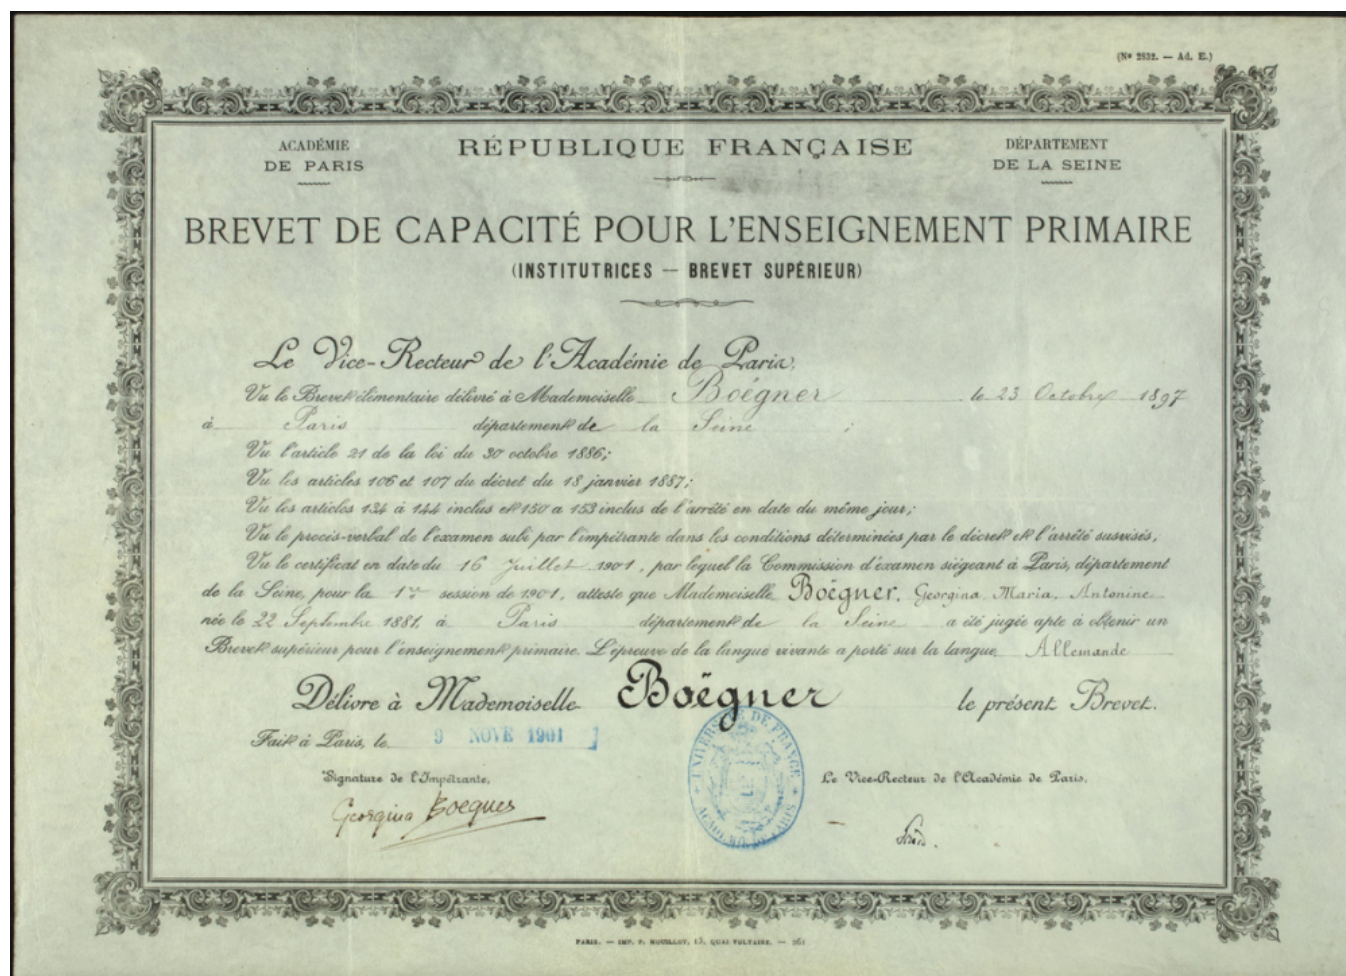 (Nº 2832. — Ad. E.)
ACADÉMIE
DE PARIS
RÉPUBLIQUE FRANÇAISE
DÉPARTEMENT
DE LA SEINE
BREVET DE CAPACITÉ POUR L'ENSEIGNEMENT PRIMAIRE
(INSTITUTRICES — BREVET SUPÉRIEUR)
Le Vice-Recteur de l'Académie de Paris,
Vu le Brevet élémentaire délivré à Mademoiselle Boëgner le 23 Octobre 1897
à Paris département de la Seine ;
Vu l'article 21 de la loi du 30 octobre 1886;
Vu les articles 106 et 107 du décret du 18 janvier 1887;
Vu les articles 134 à 144 inclus et 150 a 153 inclus de l'arrêté en date du même jour;
Vu le procès-verbal de l'examen subi par l'impétrante dans les conditions déterminées par le décret et l'arrêté susvisés,
Vu le certificat en date du 16 Juillet 1901, par lequel la Commission d'examen siégeant à Paris, département
de la Seine, pour la 1re session de 1901, atteste que Mademoiselle Boëgner, Georgina, Maria, Antonine
née le 22 Septembre 1881, à Paris département de la Seine a été jugée apte à obtenir un
Brevet supérieur pour l'enseignement primaire. L'épreuve de la langue vivante a porté sur la langue Allemande
Délivré à Mademoiselle Boëgner le présent Brevet.
Fait à Paris, le 9 NOVE 1901
UNIVERSITÉ DE FRANCE
ACADÉMIE DE PARIS
Signature de l'Impétrante,
Le Vice-Recteur de l'Académie de Paris,
Georgina Boegner
PARIS. — IMP. P. MOUILLOT, 13, QUAI VOLTAIRE. — 261